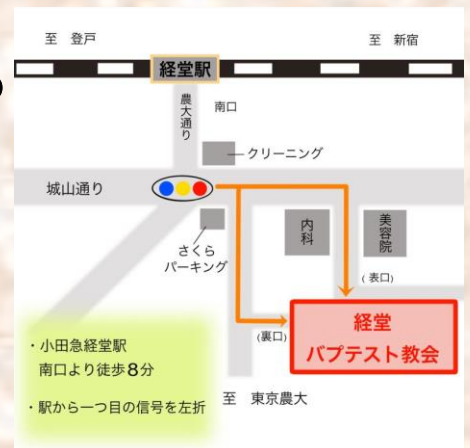 至 登戸
至 新宿
経堂駅
農大通り
南口
クリーニング
城山通り
さくら
パーキング
内科
美容院
(表口)
(裏口)
経堂
バプテスト教会
・小田急経堂駅
南口より徒歩8分
・駅から一つ目の信号を左折
至 東京農大